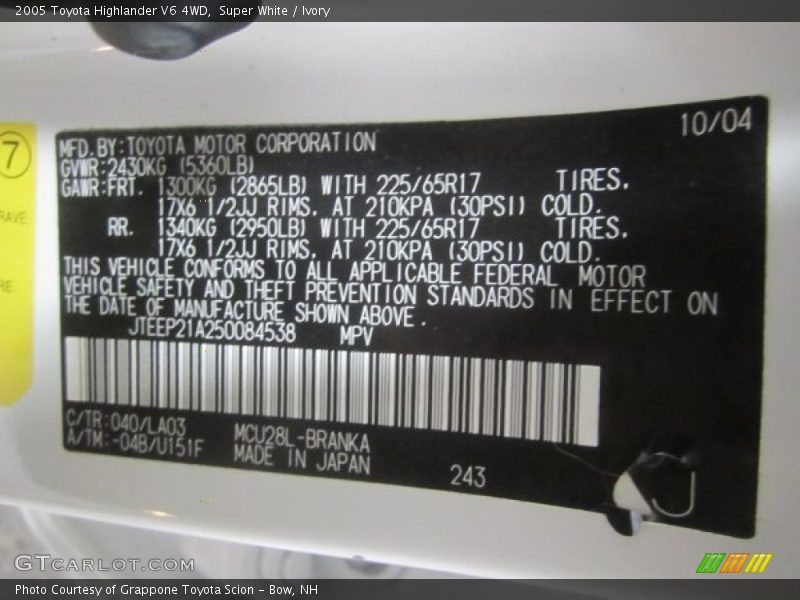 2005 Toyota Highlander V6 4WD,  Super White / Ivory
10/04
MFD.BY:TOYOTA MOTOR CORPORATION
GVWR:2430KG (5360LB)
GAWR:FRT. 1300KG (2865LB) WITH 225/65R17 TIRES.
17X6 1/2JJ RIMS. AT 210KPA (30PSI) COLD.
RR. 1340KG (2950LB) WITH 225/65R17 TIRES.
17X6 1/2JJ RIMS. AT 210KPA (30PSI) COLD.
THIS VEHICLE CONFORMS TO ALL APPLICABLE FEDERAL MOTOR
VEHICLE SAFETY AND THEFT PREVENTION STANDARDS IN EFFECT ON
THE DATE OF MANUFACTURE SHOWN ABOVE.
JTEEP21A250084538 MPV
C/TR:040/LA03 MCU28L-BRANKA
A/TM:-04B/U151F MADE IN JAPAN
243
7
RAVE
RE
GTCARLOT.COM
Photo Courtesy of Grappone Toyota Scion - Bow, NH